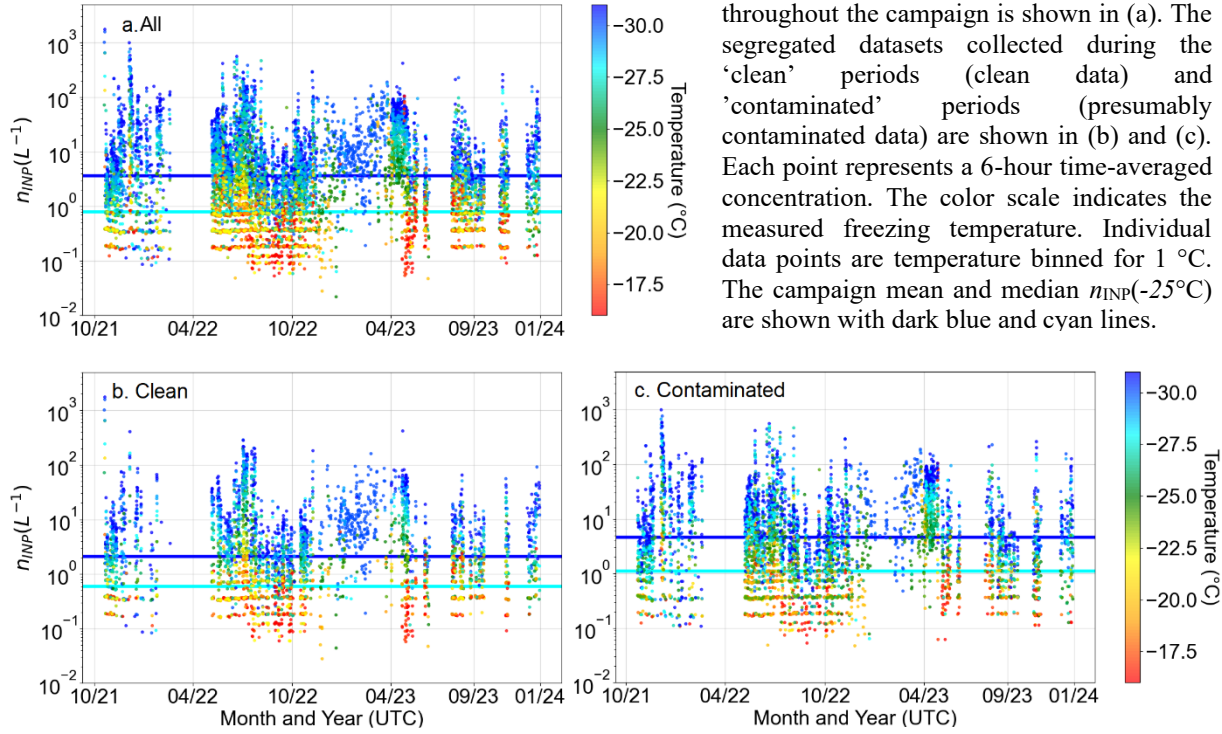 throughout the campaign is shown in (a). The
segregated datasets collected during the
‘clean’ periods (clean data) and
’contaminated’ periods (presumably
contaminated data) are shown in (b) and (c).
Each point represents a 6-hour time-averaged
concentration. The color scale indicates the
measured freezing temperature. Individual
data points are temperature binned for 1 °C.
The campaign mean and median nINP(-25°C)
are shown with dark blue and cyan lines.
a. All
nINP(L⁻¹)
10³
10²
10¹
10⁰
10⁻¹
10⁻²
10/21 04/22 10/22 04/23 09/23 01/24
−30.0
−27.5
−25.0
−22.5
−20.0
−17.5
Temperature (°C)
b. Clean
nINP(L⁻¹)
10³
10²
10¹
10⁰
10⁻¹
10⁻²
10/21 04/22 10/22 04/23 09/23 01/24
Month and Year (UTC)
c. Contaminated
10³
10²
10¹
10⁰
10⁻¹
10⁻²
10/21 04/22 10/22 04/23 09/23 01/24
Month and Year (UTC)
−30.0
−27.5
−25.0
−22.5
−20.0
−17.5
Temperature (°C)